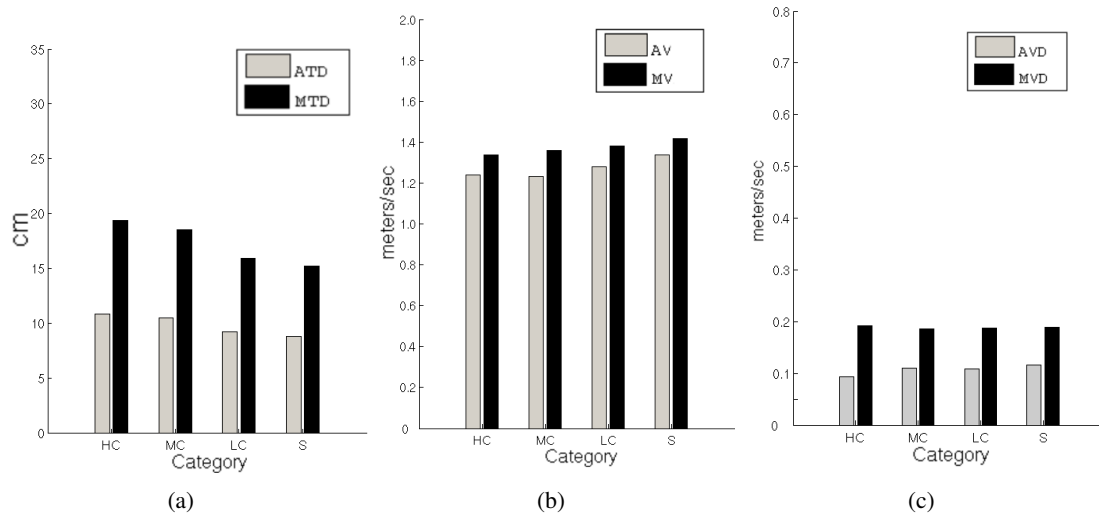 35
30
25
20
15
10
5
0
cm
ATD
MTD
HC MC LC S
Category
(a)
2.0
1.8
1.6
1.4
1.2
1.0
0.8
0.6
0.4
0.2
0
meters/sec
AV
MV
HC MC LC S
Category
(b)
0.8
0.7
0.6
0.5
0.4
0.3
0.2
0.1
0
meters/sec
AVD
MVD
HC MC LC S
Category
(c)